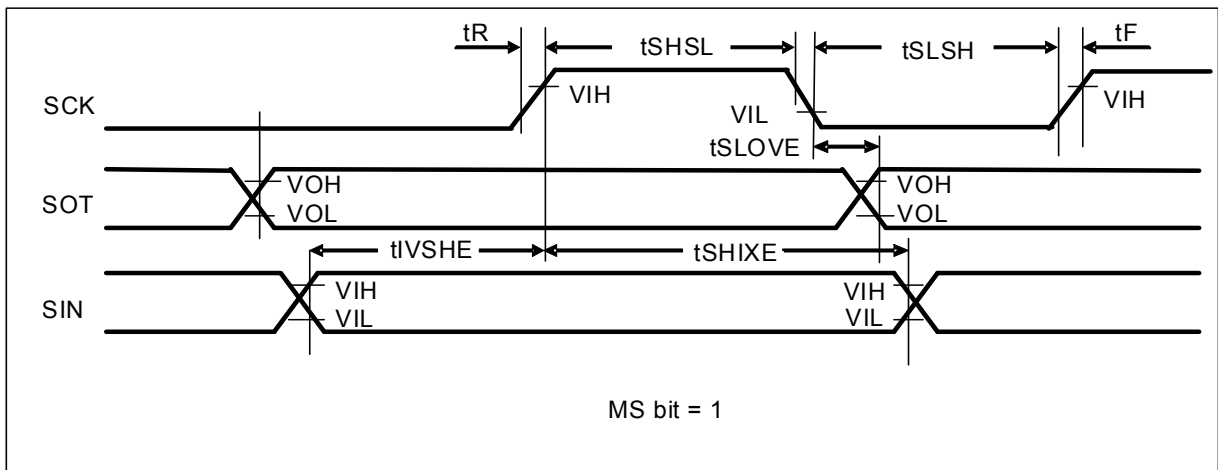 tR tSHSL tSLSH tF
SCK VIH VIL VIH
tSLOVE
SOT VOH VOH
VOL VOL
tIVSHE tSHIXE
SIN VIH VIH
VIL VIL
MS bit = 1